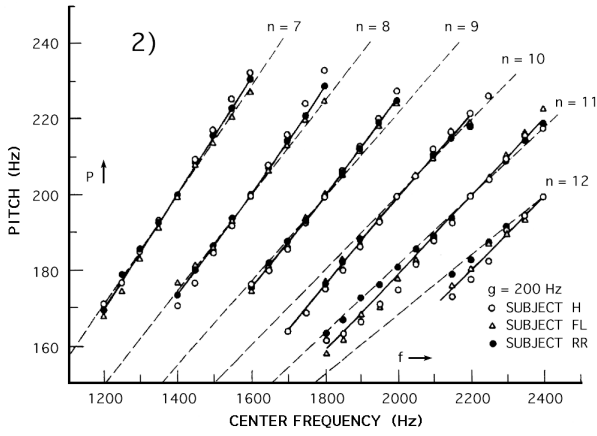 2)
n = 7
n = 8
n = 9
n = 10
n = 11
n = 12
PITCH (Hz)
240
220
200
180
160
P
f
g = 200 Hz
SUBJECT H
SUBJECT FL
SUBJECT RR
1200 1400 1600 1800 2000 2200 2400
CENTER FREQUENCY (Hz)